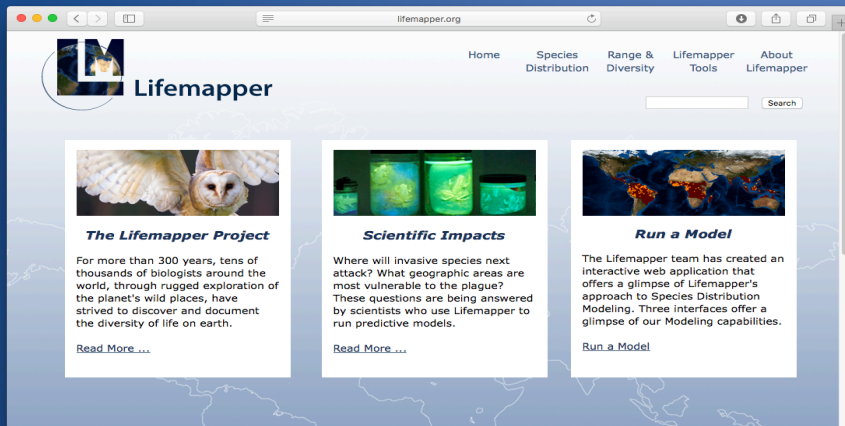 lifemapper.org
LM
Lifemapper
Home
Species
Distribution
Range &
Diversity
Lifemapper
Tools
About
Lifemapper
Search
The Lifemapper Project
For more than 300 years, tens of
thousands of biologists around the
world, through rugged exploration of
the planet's wild places, have
strived to discover and document
the diversity of life on earth.
Read More ...
Scientific Impacts
Where will invasive species next
attack? What geographic areas are
most vulnerable to the plague?
These questions are being answered
by scientists who use Lifemapper to
run predictive models.
Read More ...
Run a Model
The Lifemapper team has created an
interactive web application that
offers a glimpse of Lifemapper's
approach to Species Distribution
Modeling. Three interfaces offer a
glimpse of our Modeling capabilities.
Run a Model